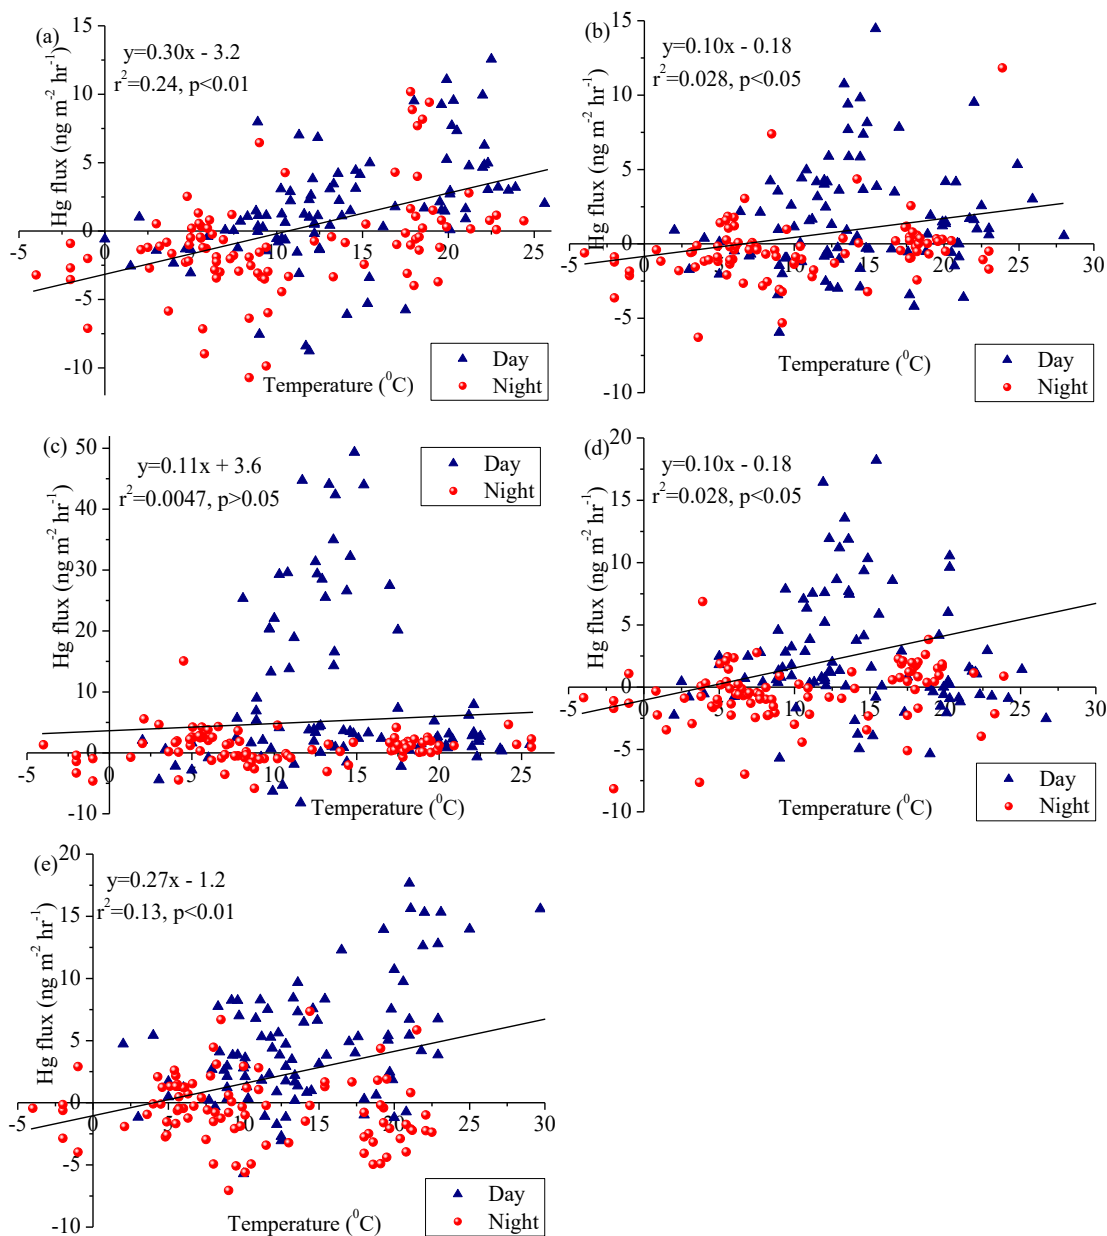 (a)
y=0.30x - 3.2
r²=0.24, p<0.01
Hg flux (ng m⁻² hr⁻¹)
15
10
5
0
-5
-10
-5 0 5 10 15 20 25
Temperature (⁰C)
Day
Night
(b)
y=0.10x - 0.18
r²=0.028, p<0.05
Hg flux (ng m⁻² hr⁻¹)
15
10
5
0
-5
-10
-5 0 5 10 15 20 25 30
Temperature (⁰C)
Day
Night
(c)
y=0.11x + 3.6
r²=0.0047, p>0.05
Hg flux (ng m⁻² hr⁻¹)
50
40
30
20
10
0
-10
-5 0 5 10 15 20 25
Temperature (⁰C)
Day
Night
(d)
y=0.10x - 0.18
r²=0.028, p<0.05
Hg flux (ng m⁻² hr⁻¹)
20
15
10
5
0
-5
-10
-5 0 5 10 15 20 25 30
Temperature (⁰C)
Day
Night
(e)
y=0.27x - 1.2
r²=0.13, p<0.01
Hg flux (ng m⁻² hr⁻¹)
20
15
10
5
0
-5
-10
-5 0 5 10 15 20 25 30
Temperature (⁰C)
Day
Night